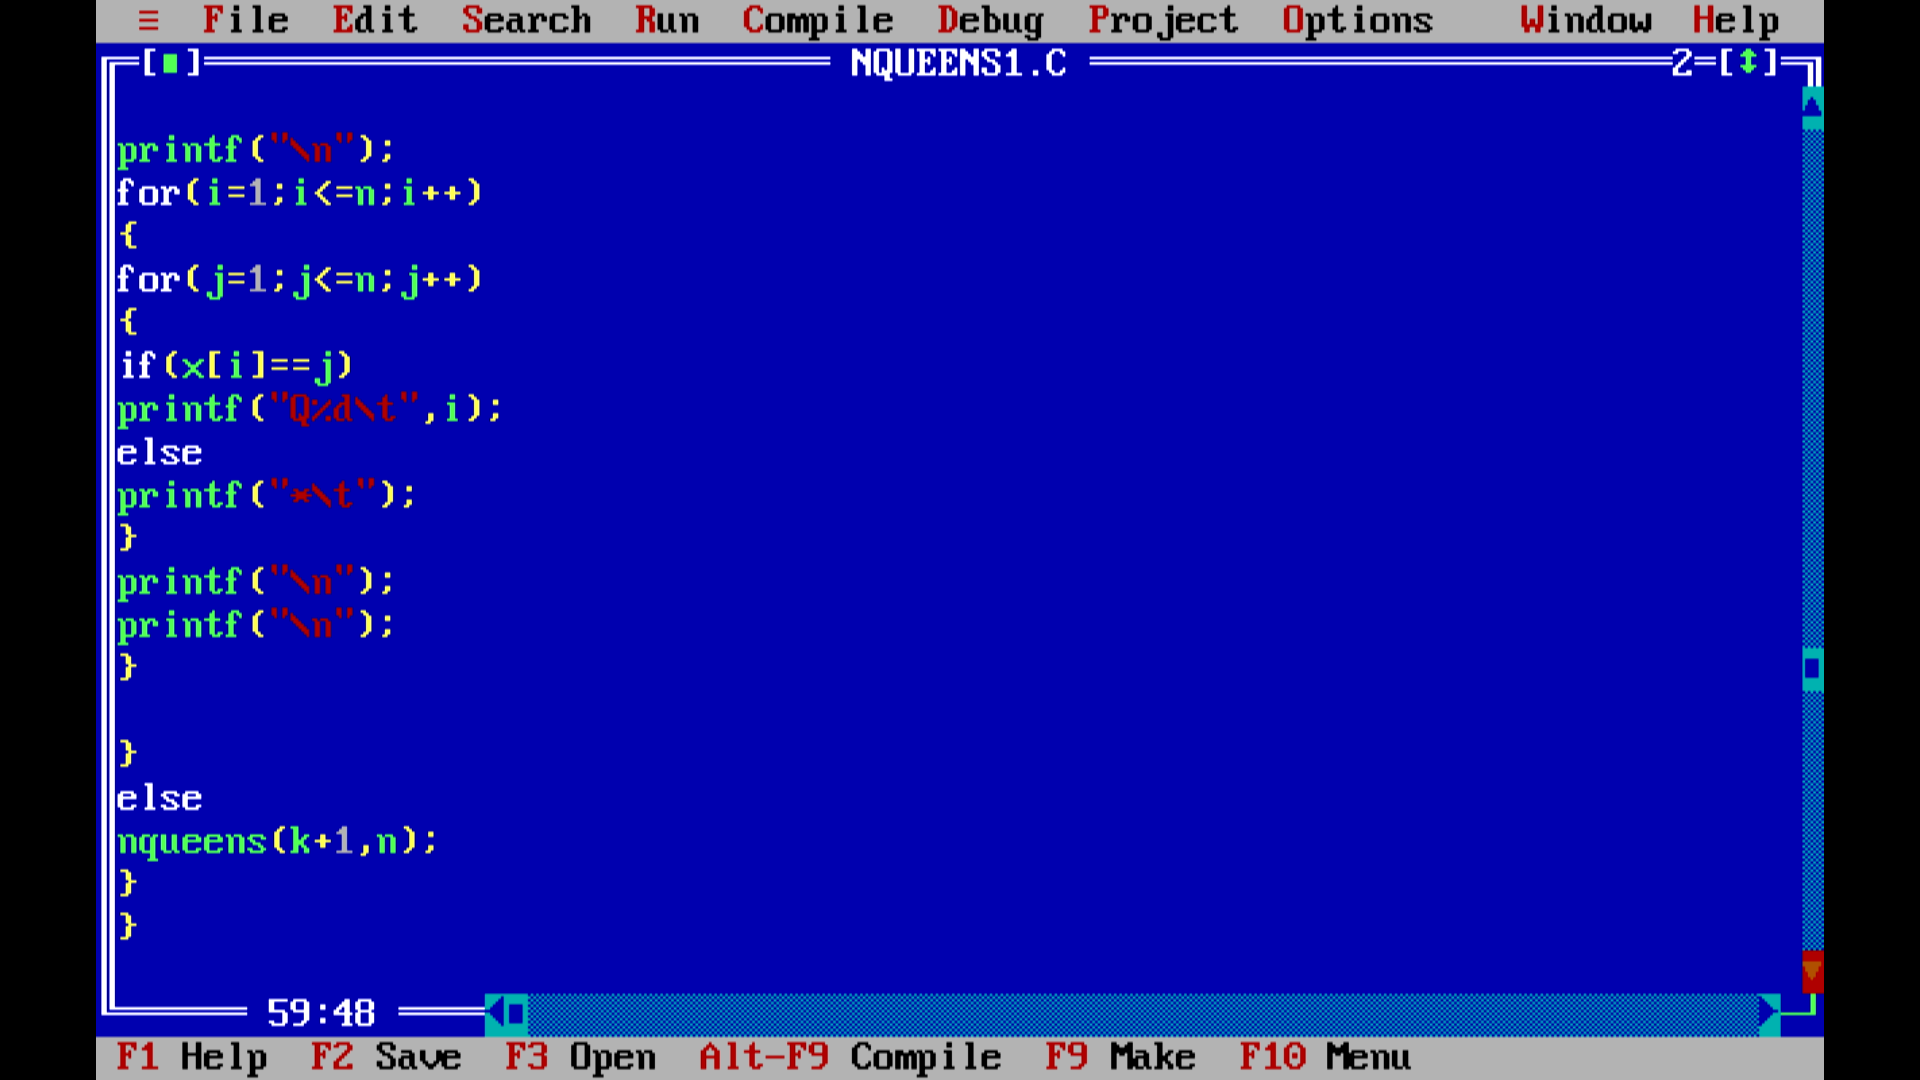 ≡ File Edit Search Run Compile Debug Project Options Window Help
[■] NQUEENS1.C 2=[↕]
printf("\n");
for(i=1;i<=n;i++)
{
for(j=1;j<=n;j++)
{
if(x[i]==j)
printf("Q%d\t",i);
else
printf("*\t");
}
printf("\n");
printf("\n");
}
}
else
nqueens(k+1,n);
}
}
59:48
F1 Help F2 Save F3 Open Alt-F9 Compile F9 Make F10 Menu